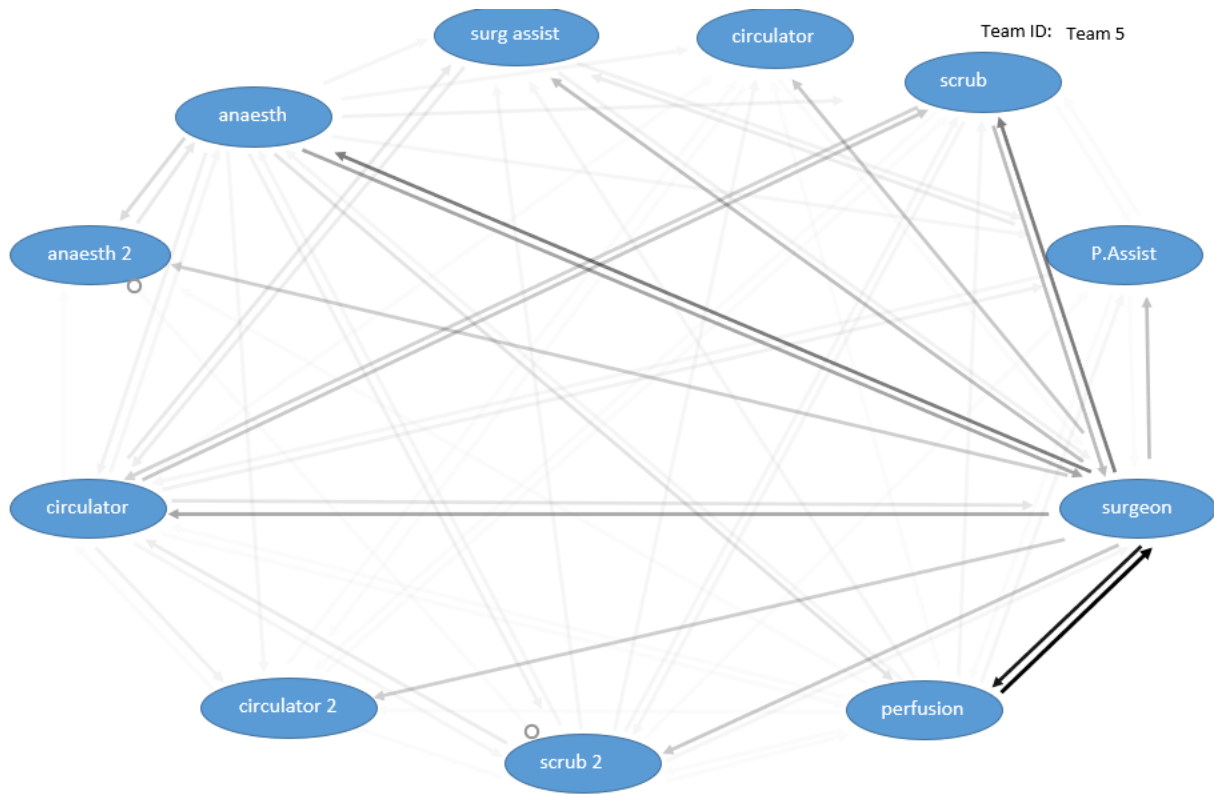 surg assist
circulator
Team ID: Team 5
scrub
anaesth
anaesth 2
P.Assist
circulator
surgeon
circulator 2
perfusion
scrub 2